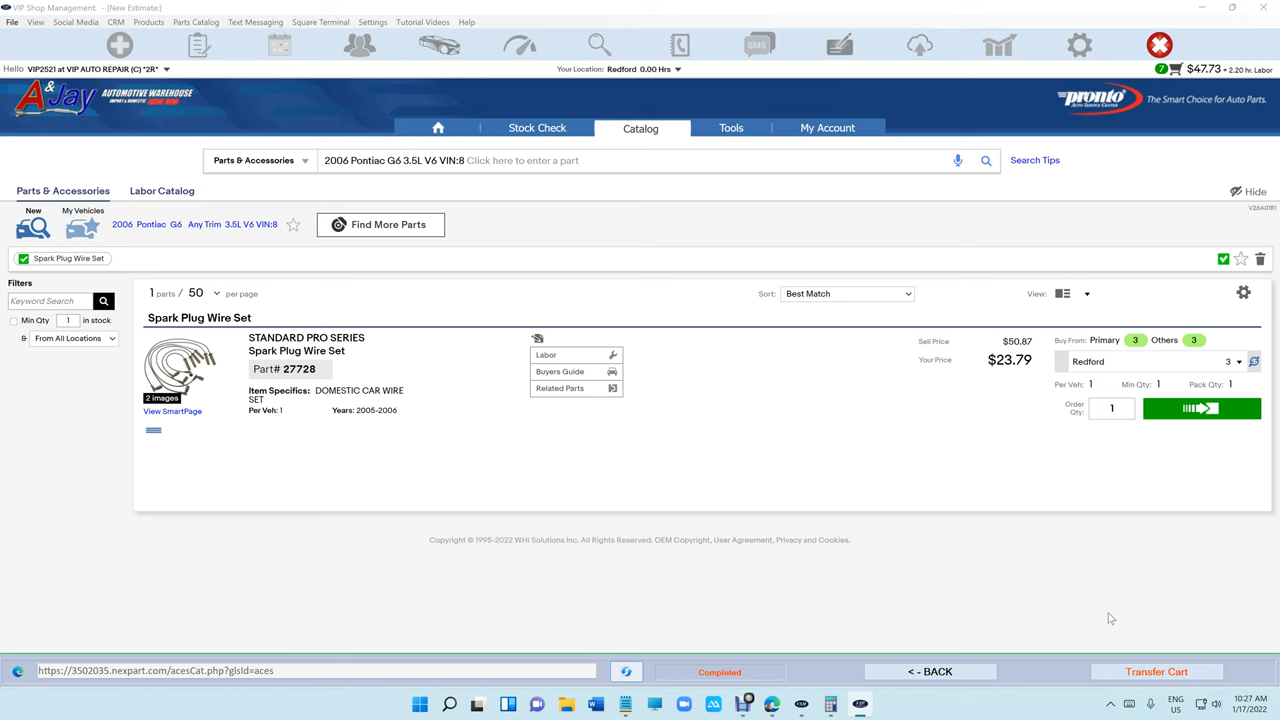 VIP Shop Management: - [New Estimate:]
File View Social Media CRM Products Parts Catalog Text Messaging Square Terminal Settings Tutorial Videos Help
SMS
Hello VIP2521 at VIP AUTO REPAIR (C) *2R*
Your Location: Redford 0.00 Hrs
7 $47.73 + 2.20 hr. Labor
A&Jay AUTOMOTIVE WAREHOUSE
IMPORT & DOMESTIC
pronto AUTO SERVICE CENTER The Smart Choice for Auto Parts.
Stock Check Catalog Tools My Account
Parts & Accessories 2006 Pontiac G6 3.5L V6 VIN:8 Click here to enter a part Search Tips
Parts & Accessories Labor Catalog Hide
V26A01R1
New My Vehicles
2006 Pontiac G6 Any Trim 3.5L V6 VIN:8 Find More Parts
Spark Plug Wire Set
Filters
Keyword Search
Min Qty 1 in stock
& From All Locations
1 parts / 50 per page Sort: Best Match View:
Spark Plug Wire Set
2 images
View SmartPage
STANDARD PRO SERIES
Spark Plug Wire Set
Part# 27728
Item Specifics: DOMESTIC CAR WIRE
SET
Per Veh: 1 Years: 2005-2006
Labor
Buyers Guide
Related Parts
Sell Price $50.87
Your Price $23.79
Buy From: Primary 3 Others 3
Redford 3
Per Veh: 1 Min Qty: 1 Pack Qty: 1
Order
Qty: 1
Copyright © 1995-2022 WHI Solutions Inc. All Rights Reserved. OEM Copyright, User Agreement, Privacy and Cookies.
https://3502035.nexpart.com/acesCat.php?glsId=aces Completed < - BACK Transfer Cart
ENG
US
10:27 AM
1/17/2022